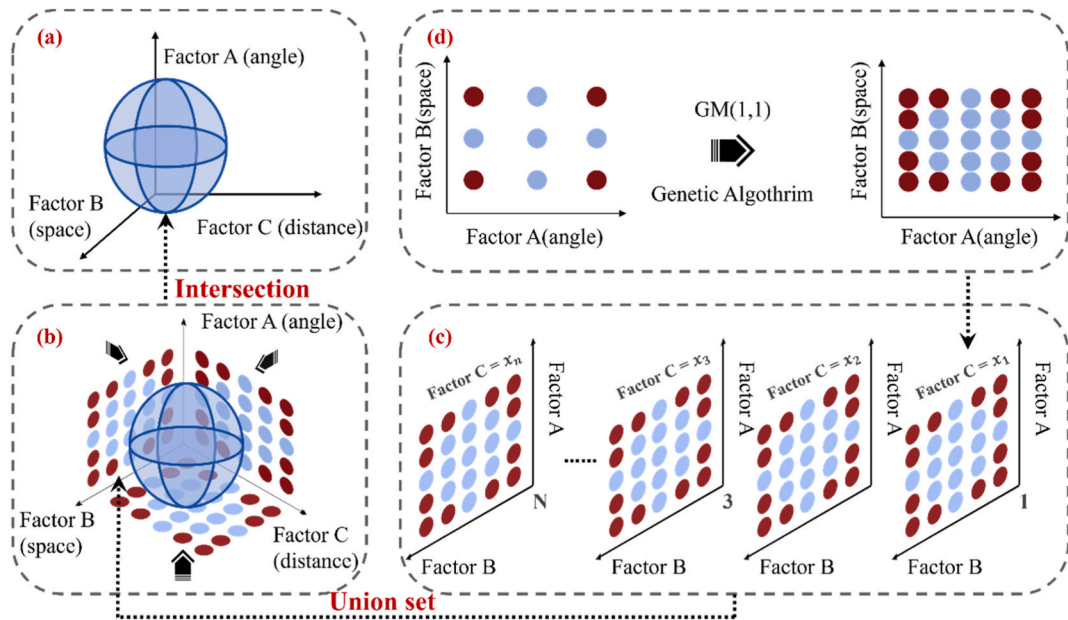 (a)
Factor A (angle)
Factor B
(space)
Factor C (distance)
(d)
Factor B(space)
Factor A(angle)
GM(1,1)
Genetic Algothrim
Factor B(space)
Factor A(angle)
Intersection
(b)
Factor A (angle)
Factor B
(space)
Factor C
(distance)
(c)
Factor C = xn
Factor A
N
Factor B
Factor C = x3
Factor A
3
Factor B
Factor C = x2
Factor A
Factor B
Factor C = x1
Factor A
1
Factor B
Union set